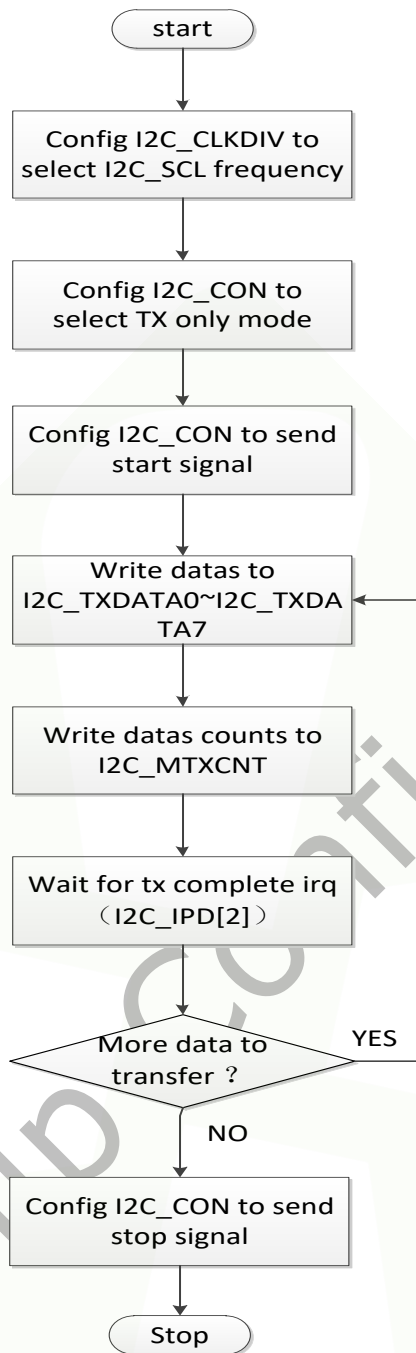 start
Config I2C_CLKDIV to
select I2C_SCL frequency
Config I2C_CON to
select TX only mode
Config I2C_CON to send
start signal
Write datas to
I2C_TXDATA0~I2C_TXDA
TA7
Write datas counts to
I2C_MTXCNT
Wait for tx complete irq
（I2C_IPD[2]）
More data to
transfer ？
YES
NO
Config I2C_CON to send
stop signal
Stop